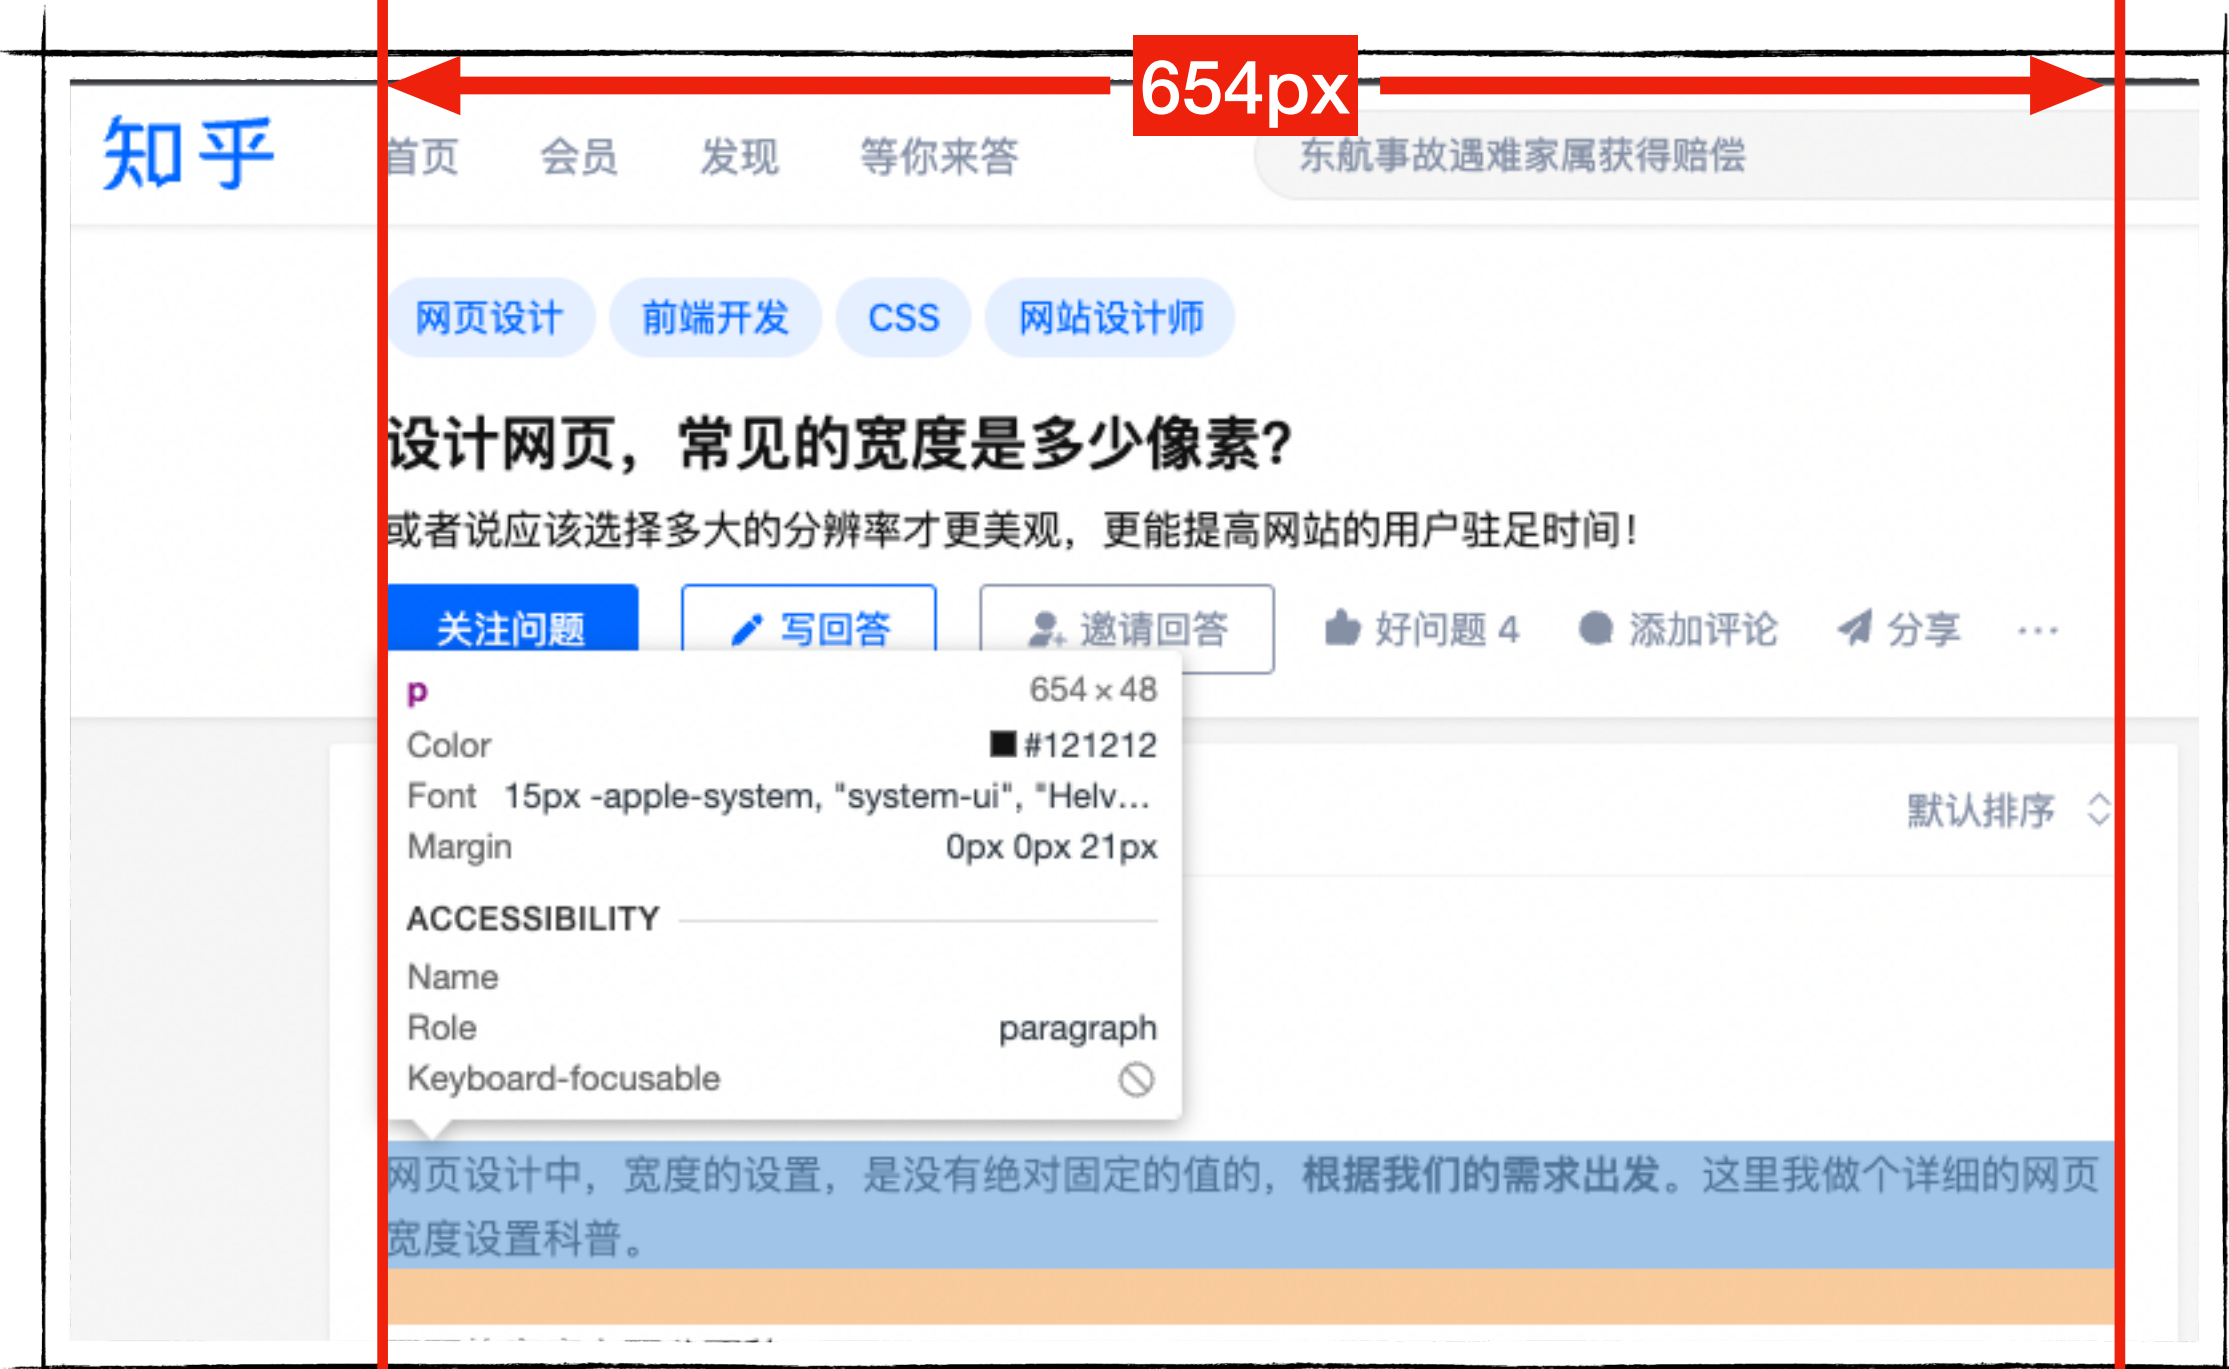 654px
知乎
首页 会员 发现 等你来答 东航事故遇难家属获得赔偿
网页设计 前端开发 CSS 网站设计师
设计网页，常见的宽度是多少像素?
或者说应该选择多大的分辨率才更美观，更能提高网站的用户驻足时间！
关注问题 写回答 邀请回答 好问题 4 添加评论 分享 ···
p 654 × 48
Color #121212
Font 15px -apple-system, "system-ui", "Helv…
Margin 0px 0px 21px
默认排序
ACCESSIBILITY
Name
Role paragraph
Keyboard-focusable
网页设计中，宽度的设置，是没有绝对固定的值的，根据我们的需求出发。这里我做个详细的网页
宽度设置科普。